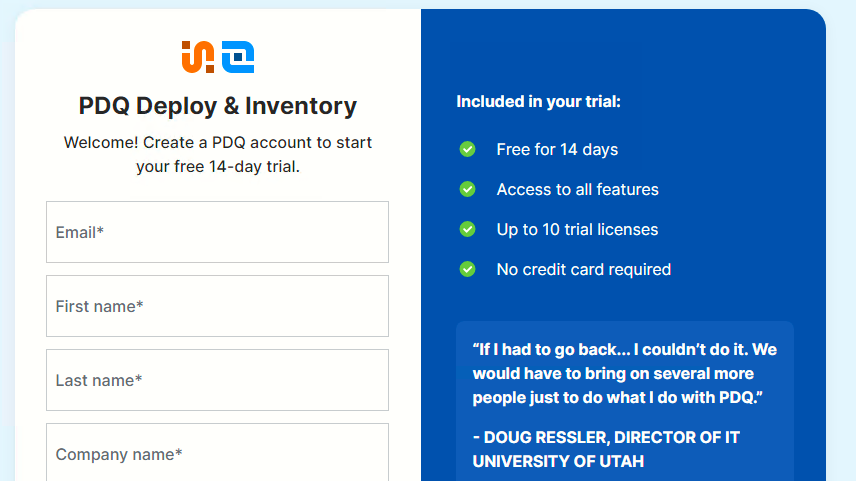 PDQ Deploy & Inventory
Welcome! Create a PDQ account to start
your free 14-day trial.
Email*
First name*
Last name*
Company name*
Included in your trial:
Free for 14 days
Access to all features
Up to 10 trial licenses
No credit card required
“If I had to go back... I couldn’t do it. We
would have to bring on several more
people just to do what I do with PDQ.”
- DOUG RESSLER, DIRECTOR OF IT
UNIVERSITY OF UTAH